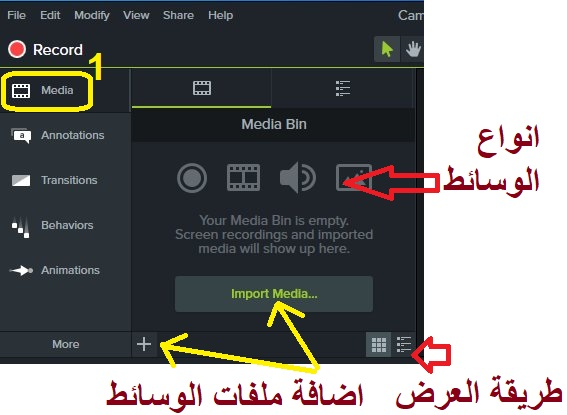 File Edit Modify View Share Help Cam
Record
1
Media
Annotations
Transitions
Behaviors
Animations
More
Media Bin
Your Media Bin is empty.
Screen recordings and imported
media will show up here.
Import Media...
انواع
الوسائط
طريقة العرض
اضافة ملفات الوسائط